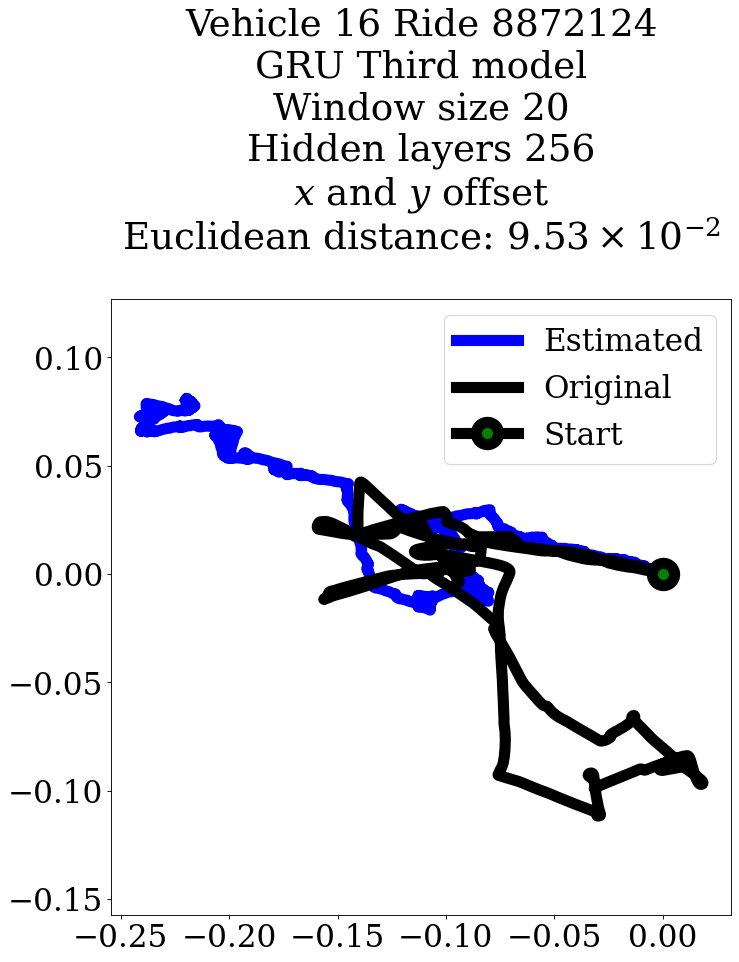 Vehicle 16 Ride 8872124
GRU Third model
Window size 20
Hidden layers 256
x and y offset
Euclidean distance: 9.53 × 10⁻²
Estimated
Original
Start
0.10
0.05
0.00
−0.05
−0.10
−0.15
−0.25 −0.20 −0.15 −0.10 −0.05 0.00